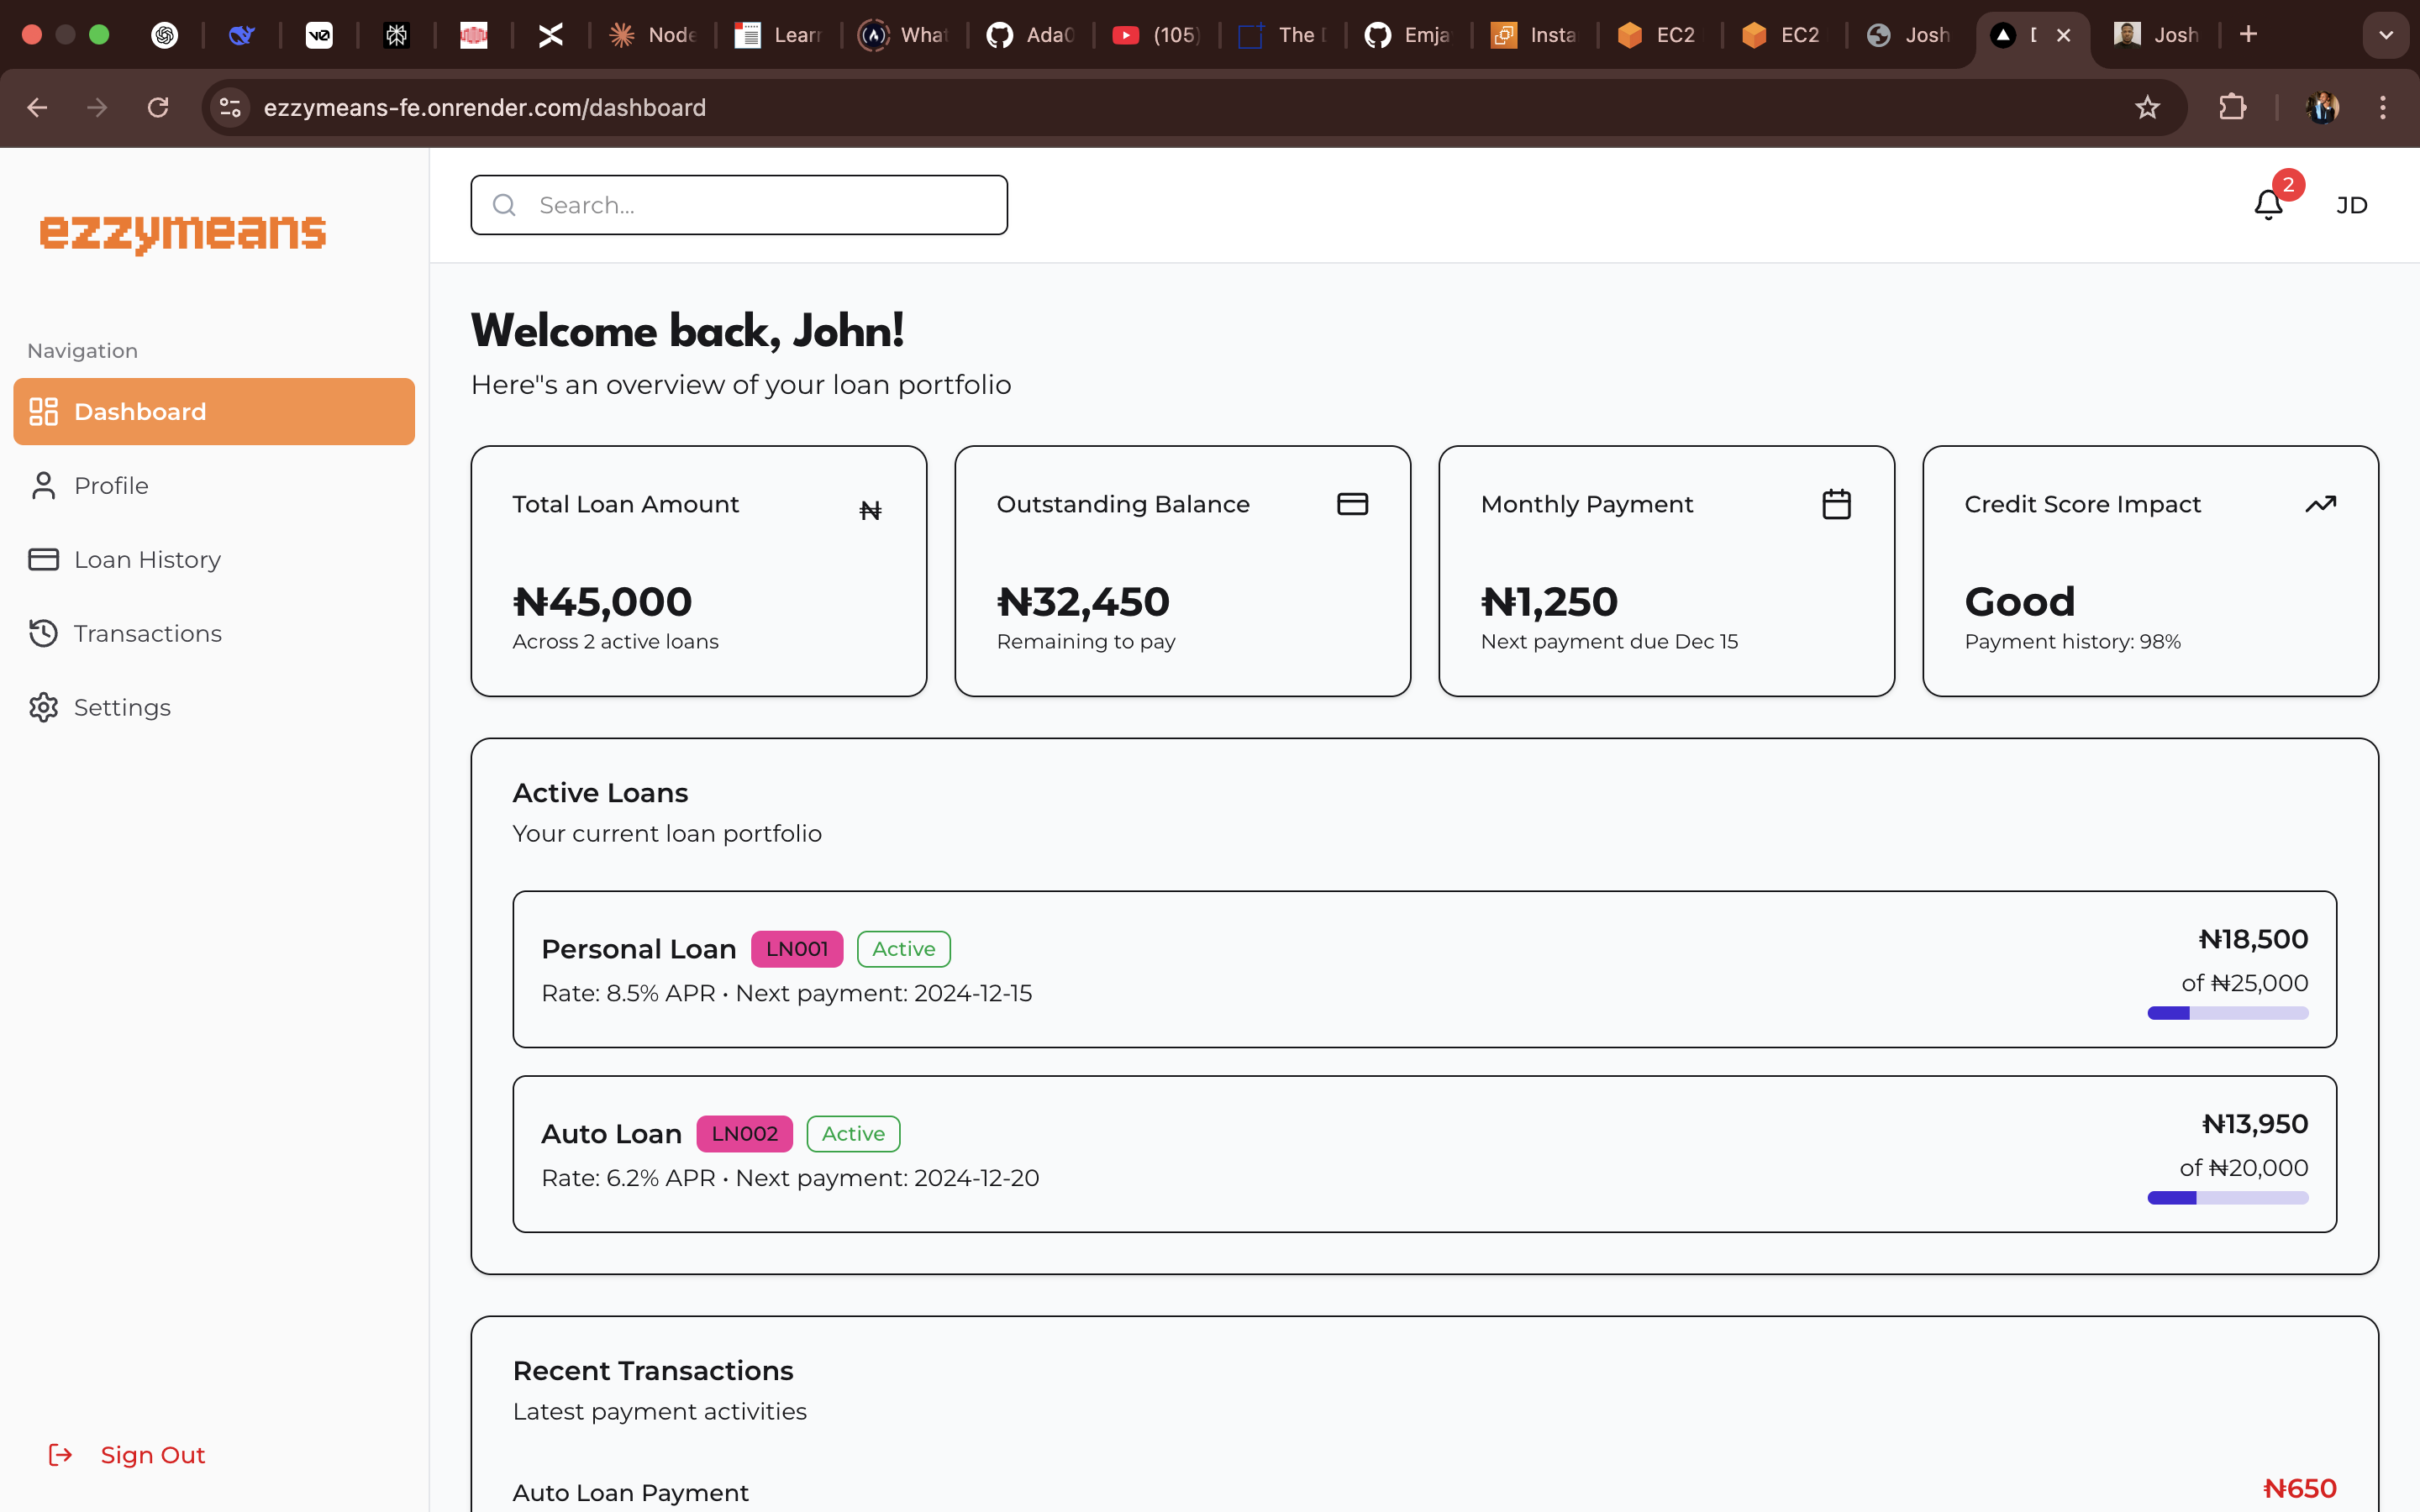 Node
Lear
What
Ada
(105)
The
Emja
Insta
EC2
EC2
Josh
Josh
ezzymeans-fe.onrender.com/dashboard
ezzymeans
Search...
2
JD
Navigation
Dashboard
Profile
Loan History
Transactions
Settings
Sign Out
Welcome back, John!
Here"s an overview of your loan portfolio
Total Loan Amount
₦
₦45,000
Across 2 active loans
Outstanding Balance
₦32,450
Remaining to pay
Monthly Payment
₦1,250
Next payment due Dec 15
Credit Score Impact
Good
Payment history: 98%
Active Loans
Your current loan portfolio
Personal Loan LN001 Active
Rate: 8.5% APR • Next payment: 2024-12-15
₦18,500
of ₦25,000
Auto Loan LN002 Active
Rate: 6.2% APR • Next payment: 2024-12-20
₦13,950
of ₦20,000
Recent Transactions
Latest payment activities
Auto Loan Payment
₦650